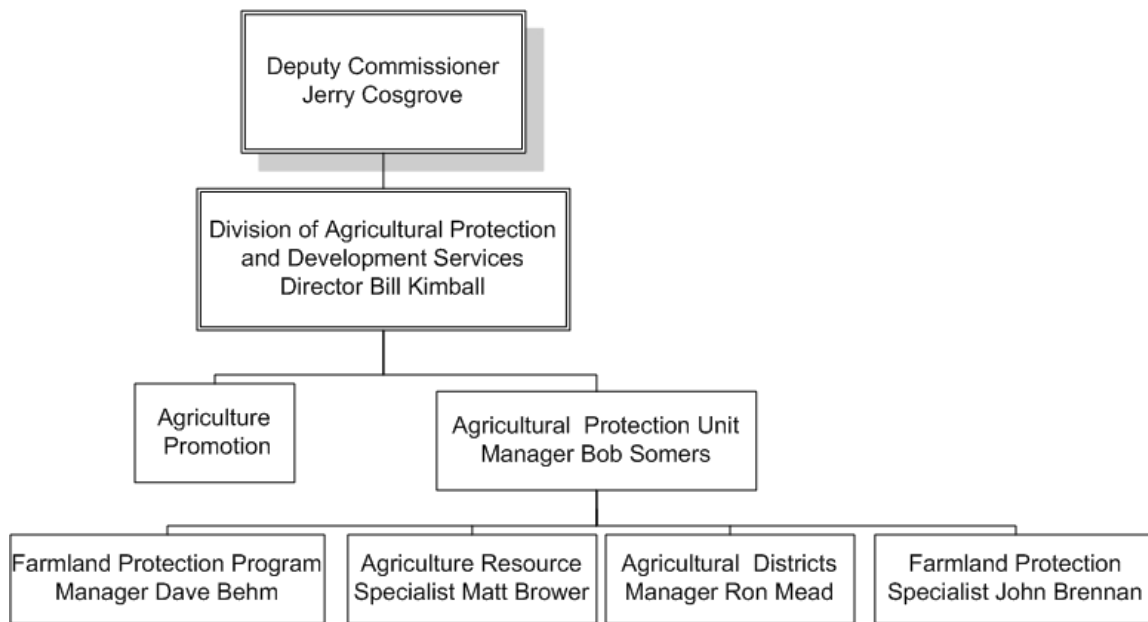 Deputy Commissioner
Jerry Cosgrove
Division of Agricultural Protection
and Development Services
Director Bill Kimball
Agriculture
Promotion
Agricultural Protection Unit
Manager Bob Somers
Farmland Protection Program
Manager Dave Behm
Agriculture Resource
Specialist Matt Brower
Agricultural Districts
Manager Ron Mead
Farmland Protection
Specialist John Brennan